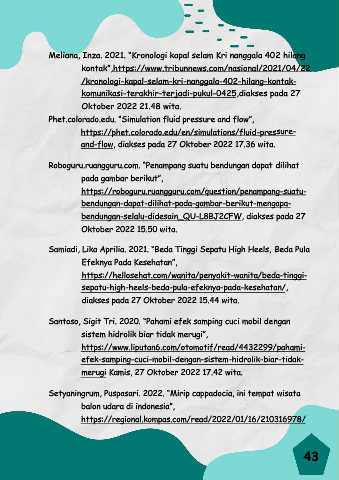 Meliana, Inza. 2021. "Kronologi kapal selam Kri nanggala 402 hilang
kontak",https://www.tribunnews.com/nasional/2021/04/22
/kronologi-kapal-selam-kri-nanggala-402-hilang-kontak-
komunikasi-terakhir-terjadi-pukul-0425,diakses pada 27
Oktober 2022 21.48 wita.
Phet.colorado.edu. "Simulation fluid pressure and flow",
https://phet.colorado.edu/en/simulations/fluid-pressure-
and-flow, diakses pada 27 Oktober 2022 17.36 wita.
Roboguru.ruangguru.com. "Penampang suatu bendungan dapat dilihat
pada gambar berikut",
https://roboguru.ruangguru.com/question/penampang-suatu-
bendungan-dapat-dilihat-pada-gambar-berikut-mengapa-
bendungan-selalu-didesain_QU-L8BJ2CFW, diakses pada 27
Oktober 2022 15.50 wita.
Samiadi, Lika Aprilia. 2021. "Beda Tinggi Sepatu High Heels, Beda Pula
Efeknya Pada Kesehatan",
https://hellosehat.com/wanita/penyakit-wanita/beda-tinggi-
sepatu-high-heels-beda-pula-efeknya-pada-kesehatan/,
diakses pada 27 Oktober 2022 15.44 wita.
Santoso, Sigit Tri. 2020. "Pahami efek samping cuci mobil dengan
sistem hidrolik biar tidak merugi",
https://www.liputan6.com/otomotif/read/4432299/pahami-
efek-samping-cuci-mobil-dengan-sistem-hidrolik-biar-tidak-
merugi Kamis, 27 Oktober 2022 17.42 wita.
Setyaningrum, Puspasari. 2022. "Mirip cappadocia, ini tempat wisata
balon udara di indonesia",
https://regional.kompas.com/read/2022/01/16/210316978/
43